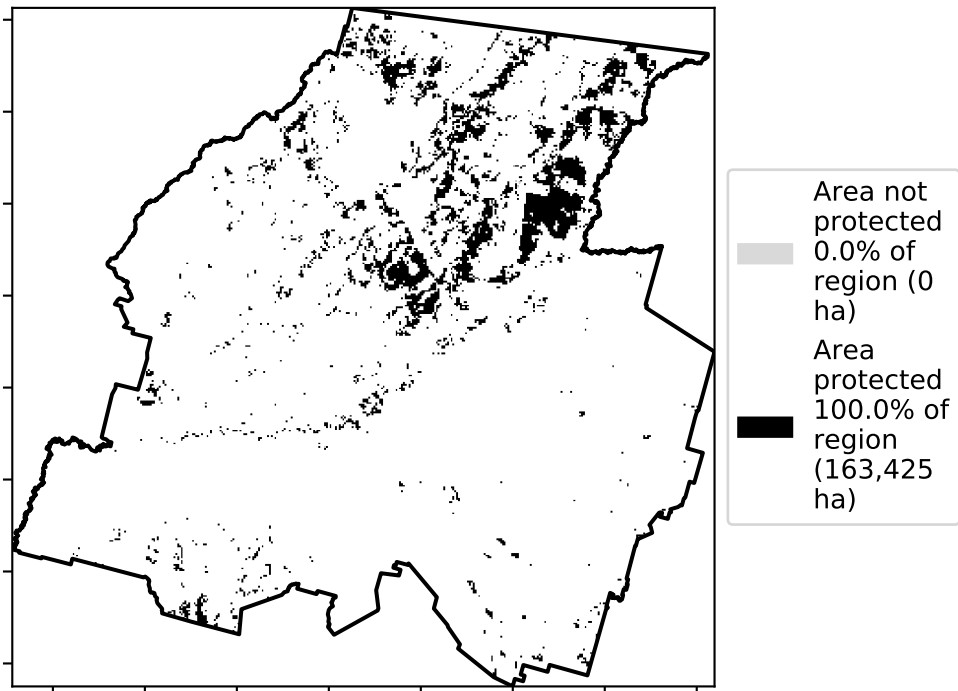 Area not
protected
0.0% of
region (0
ha)
Area
protected
100.0% of
region
(163,425
ha)